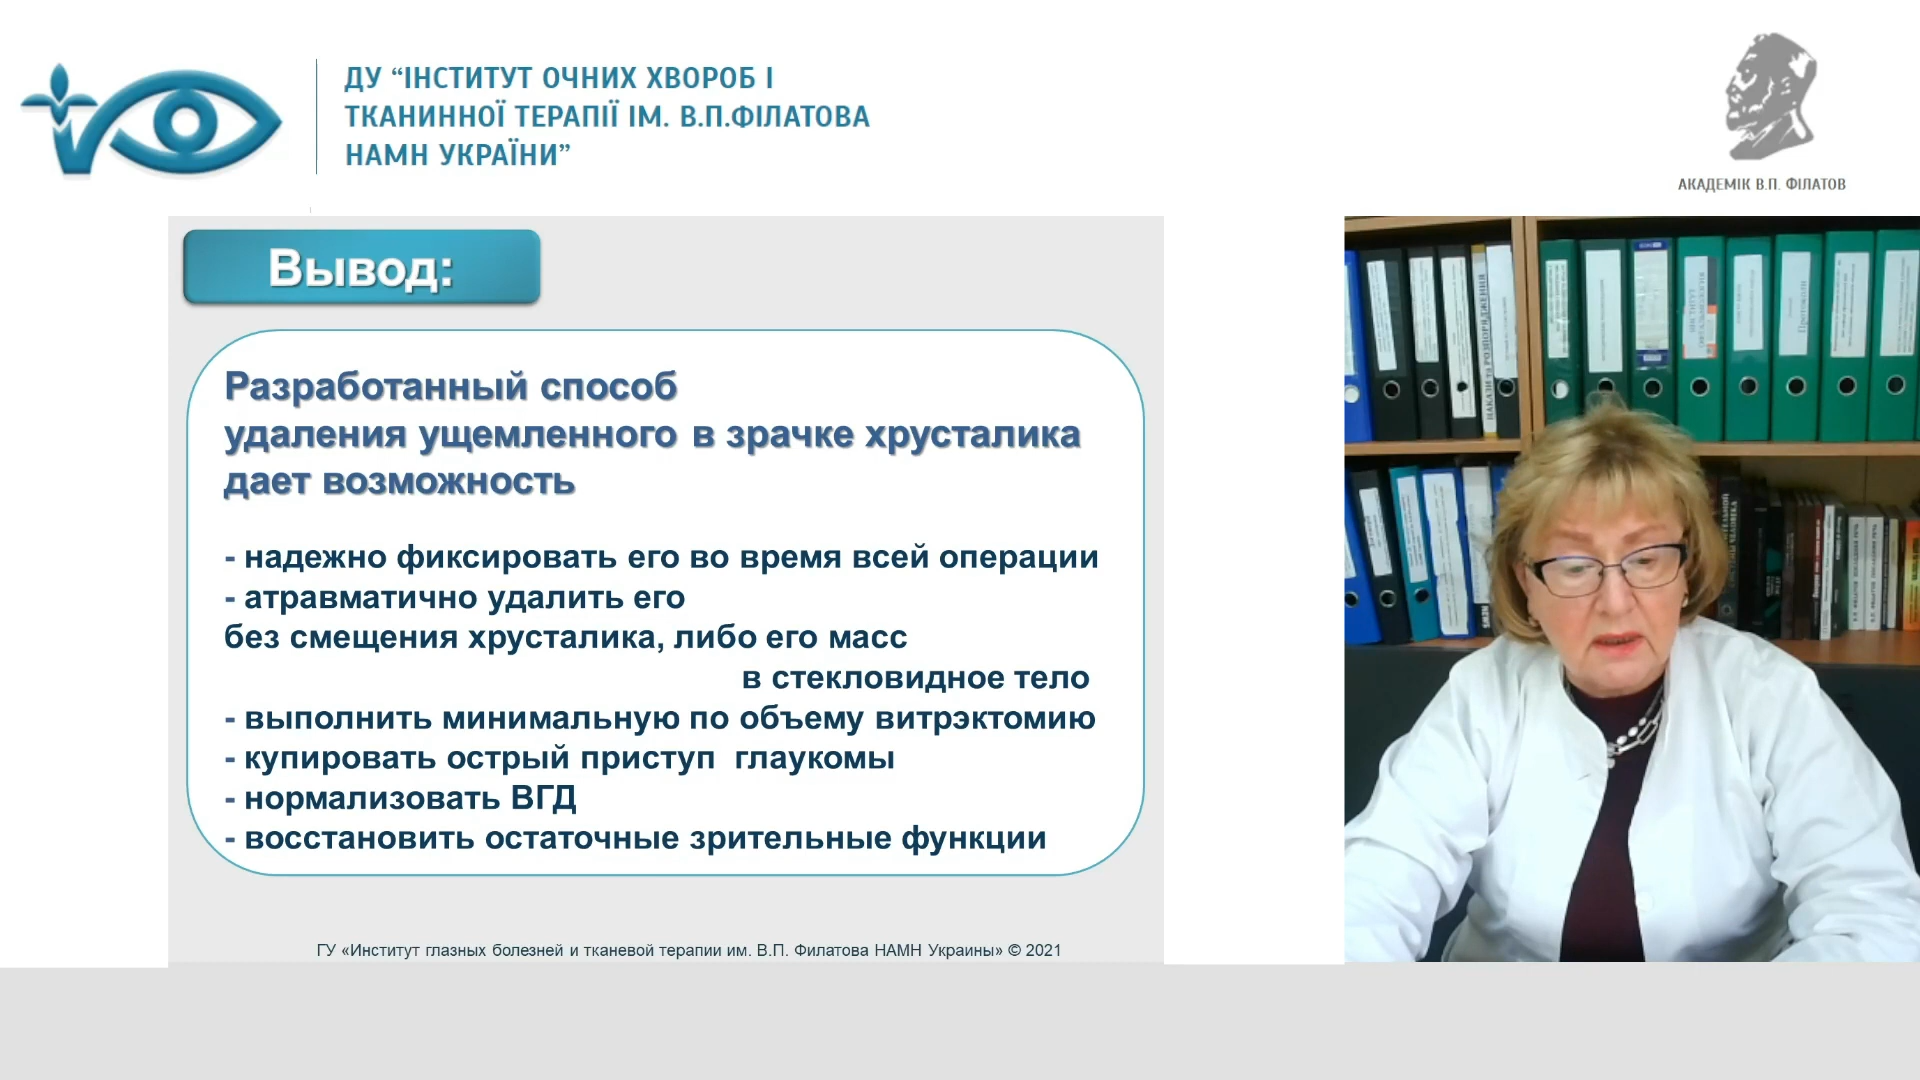 ДУ “ІНСТИТУТ ОЧНИХ ХВОРОБ І
ТКАНИННОЇ ТЕРАПІЇ ІМ. В.П.ФІЛАТОВА
НАМН УКРАЇНИ”
АКАДЕМІК В.П. ФІЛАТОВ
Вывод:
Разработанный способ
удаления ущемленного в зрачке хрусталика
дает возможность
- надежно фиксировать его во время всей операции
- атравматично удалить его
без смещения хрусталика, либо его масс
в стекловидное тело
- выполнить минимальную по объему витрэктомию
- купировать острый приступ глаукомы
- нормализовать ВГД
- восстановить остаточные зрительные функции
ГУ «Институт глазных болезней и тканевой терапии им. В.П. Филатова НАМН Украины» © 2021
НАКАЗИ та РОЗПОРЯДЖЕННЯ